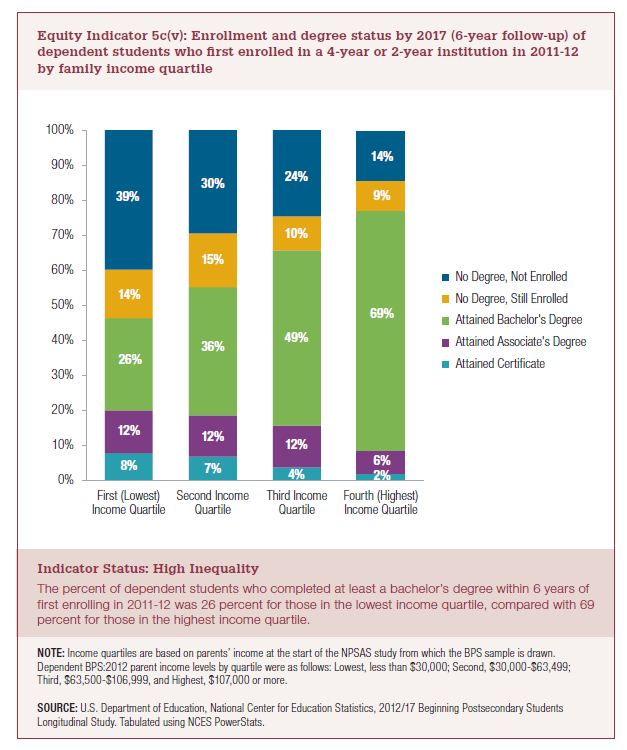 Equity Indicator 5c(v): Enrollment and degree status by 2017 (6-year follow-up) of
dependent students who first enrolled in a 4-year or 2-year institution in 2011-12
by family income quartile
100%
90%
80%
70%
60%
50%
40%
30%
20%
10%
0%
39%
14%
26%
12%
8%
30%
15%
36%
12%
7%
24%
10%
49%
12%
4%
14%
9%
69%
6%
2%
First (Lowest)
Income Quartile
Second Income
Quartile
Third Income
Quartile
Fourth (Highest)
Income Quartile
No Degree, Not Enrolled
No Degree, Still Enrolled
Attained Bachelor's Degree
Attained Associate's Degree
Attained Certificate
Indicator Status: High Inequality
The percent of dependent students who completed at least a bachelor's degree within 6 years of
first enrolling in 2011-12 was 26 percent for those in the lowest income quartile, compared with 69
percent for those in the highest income quartile.
NOTE: Income quartiles are based on parents' income at the start of the NPSAS study from which the BPS sample is drawn.
Dependent BPS:2012 parent income levels by quartile were as follows: Lowest, less than $30,000; Second, $30,000-$63,499;
Third, $63,500-$106,999, and Highest, $107,000 or more.
SOURCE: U.S. Department of Education, National Center for Education Statistics, 2012/17 Beginning Postsecondary Students
Longitudinal Study. Tabulated using NCES PowerStats.